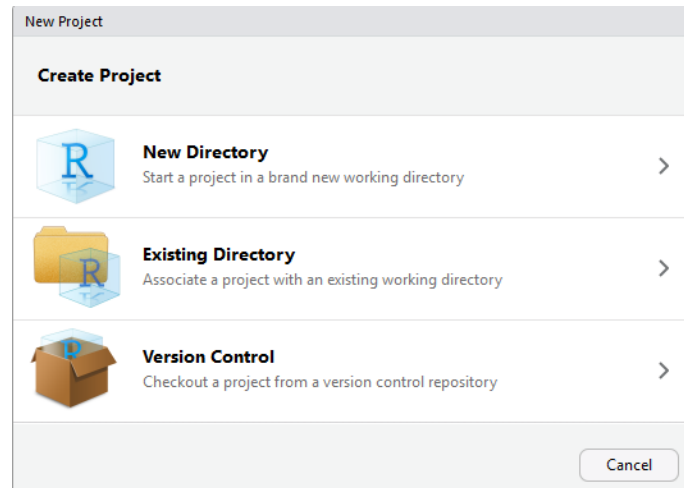 New Project
Create Project
New Directory
Start a project in a brand new working directory
Existing Directory
Associate a project with an existing working directory
Version Control
Checkout a project from a version control repository
Cancel